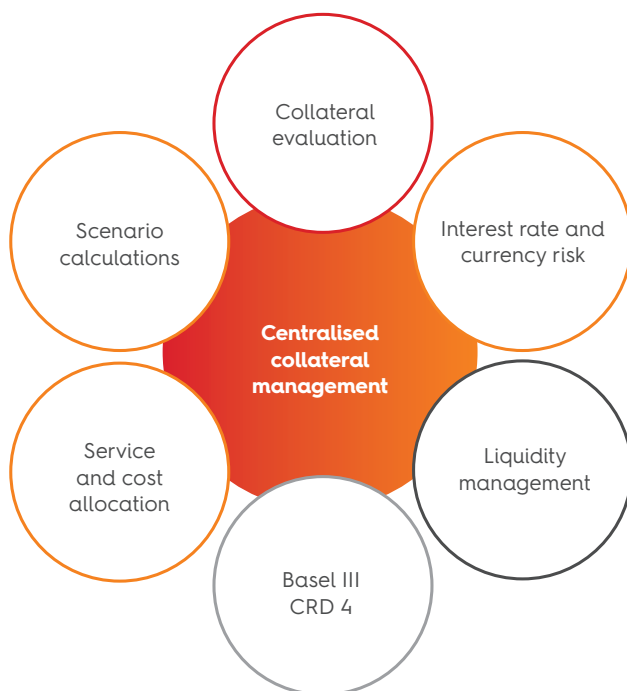 Collateral
evaluation
Scenario
calculations
Interest rate and
currency risk
Centralised
collateral
management
Service
and cost
allocation
Liquidity
management
Basel III
CRD 4